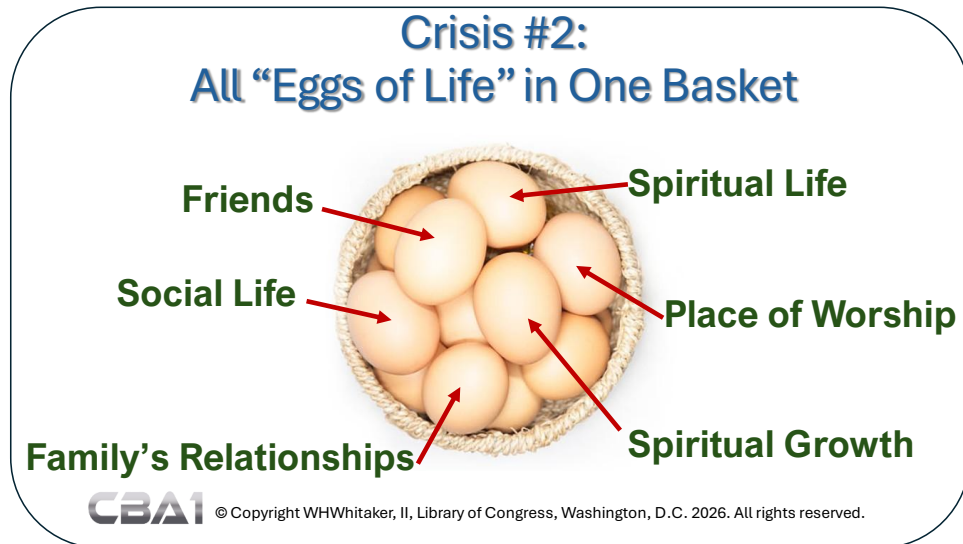 Crisis #2:
All “Eggs of Life” in One Basket
Friends
Spiritual Life
Social Life
Place of Worship
Family’s Relationships
Spiritual Growth
CBA1 © Copyright WHWhitaker, II, Library of Congress, Washington, D.C. 2026. All rights reserved.